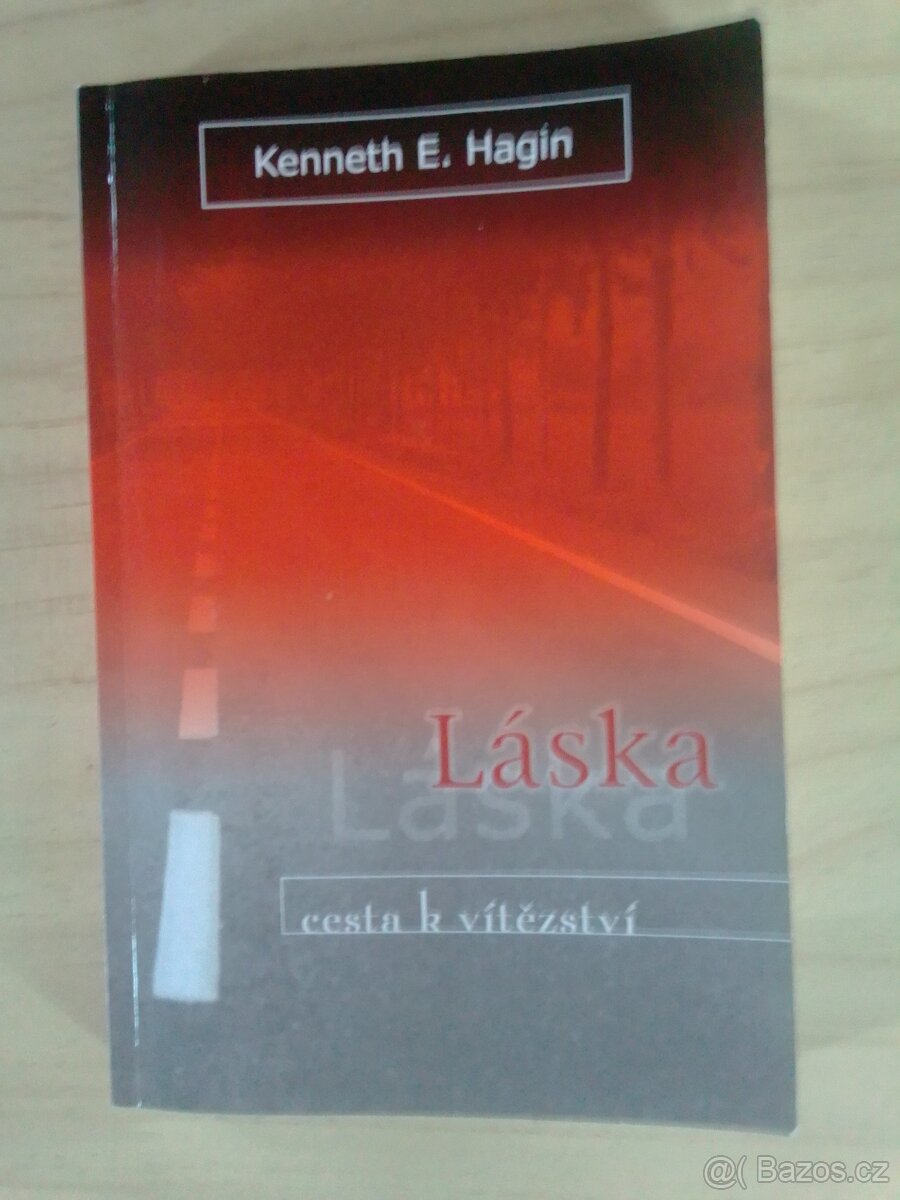 Kenneth E. Hagin
Láska
Láska
cesta k vítězství
@( Bazos.cz